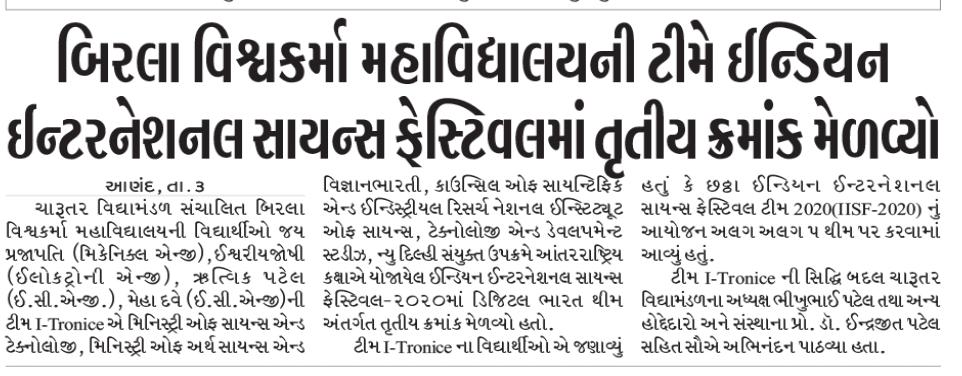 બિરલા વિશ્વકર્મા મહાવિદ્યાલયની ટીમે ઈન્ડિયન
ઈન્ટરનેશનલ સાયન્સ ફેસ્ટિવલમાં તૃતીય ક્રમાંક મેળવ્યો
આણંદ, તા. ૩
ચારૂતર વિદ્યામંડળ સંચાલિત બિરલા
વિશ્વકર્મા મહાવિદ્યાલયની વિદ્યાર્થીઓ જય
પ્રજાપતિ (મિકેનિક્લ એન્જી), ઈશ્વરીયજોષી
(ઈલોક્ટ્રોની એન્જી), ઋત્વિક પટેલ
(ઈ.સી.એન્જી.), મેહા દવે (ઈ.સી.એન્જી)ની
ટીમ I-Tronice એ મિનિસ્ટ્રી ઓફ સાયન્સ એન્ડ
ટેક્નોલોજી, મિનિસ્ટ્રી ઓફ અર્થ સાયન્સ એન્ડ
વિજ્ઞાનભારતી, કાઉન્સિલ ઓફ સાયન્ટિફિક
એન્ડ ઈન્ડિસ્ટ્રીયલ રિસર્ચ નેશનલ ઈન્સ્ટિટ્યૂટ
ઓફ સાયન્સ, ટેક્નોલોજી એન્ડ ડેવલપમેન્ટ
સ્ટડીઝ, ન્યુ દિલ્હી સંયુક્ત ઉપક્રમે આંતરરાષ્ટ્રિય
કક્ષાએ યોજાયેલ ઈન્ડિયન ઈન્ટરનેશનલ સાયન્સ
ફેસ્ટિવલ-૨૦૨૦માં ડિજિટલ ભારત થીમ
અંતર્ગત તૃતીય ક્રમાંક મેળવ્યો હતો.
ટીમ I-Tronice ના વિદ્યાર્થીઓ એ જણાવ્યું
હતું કે છઠ્ઠા ઈન્ડિયન ઈન્ટરનેશનલ
સાયન્સ ફેસ્ટિવલ ટીમ 2020(IISF-2020) નું
આયોજન અલગ અલગ ૫ થીમ પર કરવામાં
આવ્યું હતું.
ટીમ I-Tronice ની સિદ્ધિ બદલ ચારૂતર
વિદ્યામંડળના અધ્યક્ષ ભીખુભાઈ પટેલ તથા અન્ય
હોદ્દેદારો અને સંસ્થાના પ્રો. ડૉ. ઈન્દ્રજીત પટેલ
સહિત સૌએ અભિનંદન પાઠવ્યા હતા.